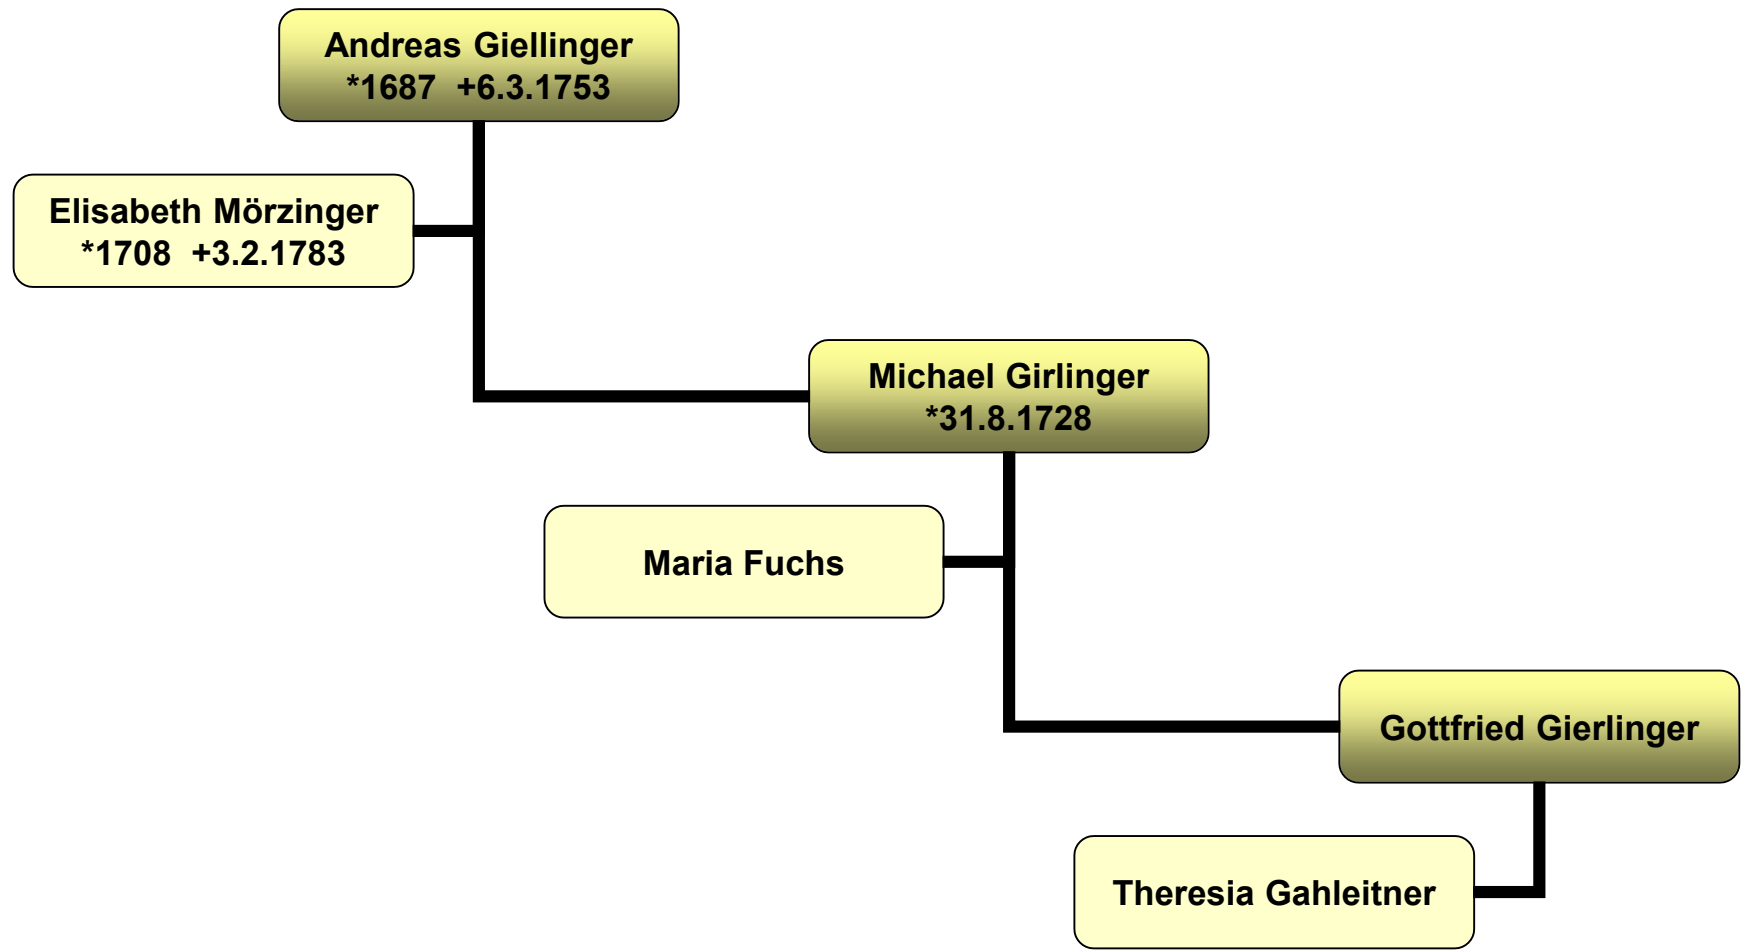 Andreas Giellinger
*1687 +6.3.1753
Elisabeth Mörzinger
*1708 +3.2.1783
Michael Girlinger
*31.8.1728
Maria Fuchs
Gottfried Gierlinger
Theresia Gahleitner